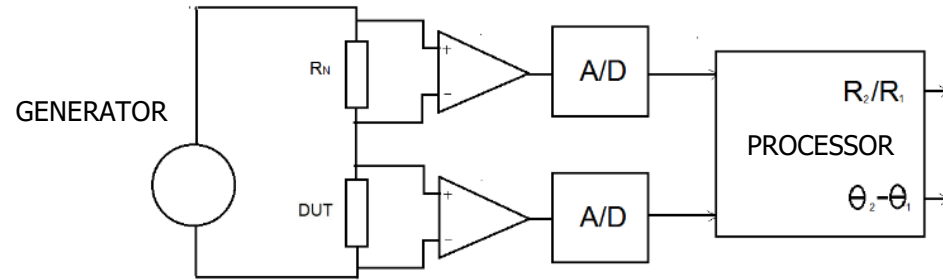 GENERATOR
R_N
+
−
A/D
DUT
+
−
A/D
R₂/R₁
PROCESSOR
Θ₂−Θ₁